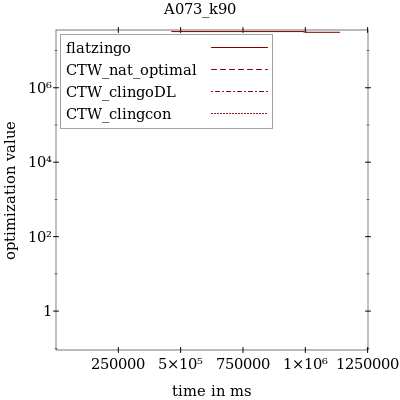 A073_k90
flatzingo
CTW_nat_optimal
CTW_clingoDL
CTW_clingcon
10⁶
10⁴
10²
1
optimization value
250000 5×10⁵ 750000 1×10⁶ 1250000
time in ms